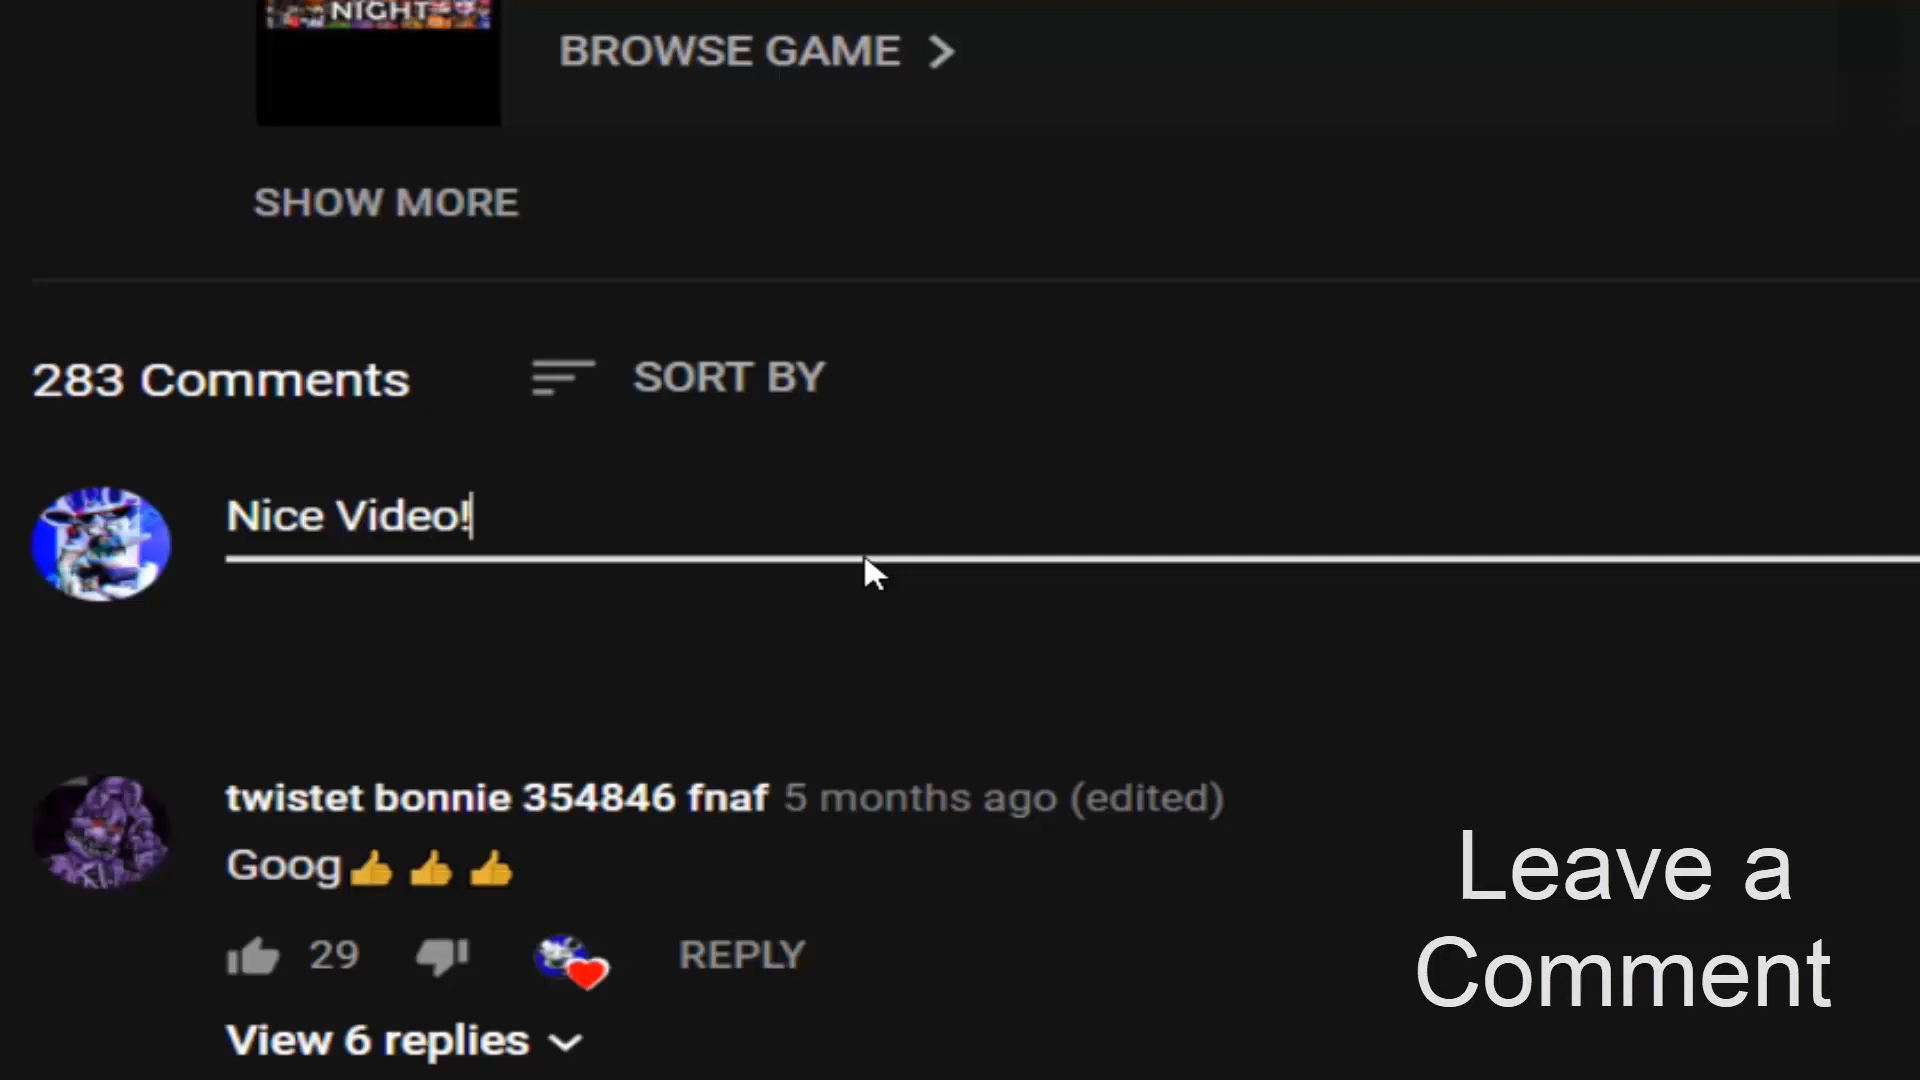 NIGHT
BROWSE GAME
SHOW MORE
283 Comments SORT BY
Nice Video!
twistet bonnie 354846 fnaf 5 months ago (edited)
Goog👍👍👍
29 REPLY
View 6 replies
Leave a
Comment